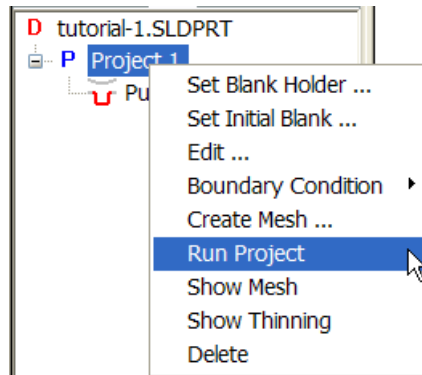 D tutorial-1.SLDPRT
P Project 1
Pu
Set Blank Holder ...
Set Initial Blank ...
Edit ...
Boundary Condition
Create Mesh ...
Run Project
Show Mesh
Show Thinning
Delete